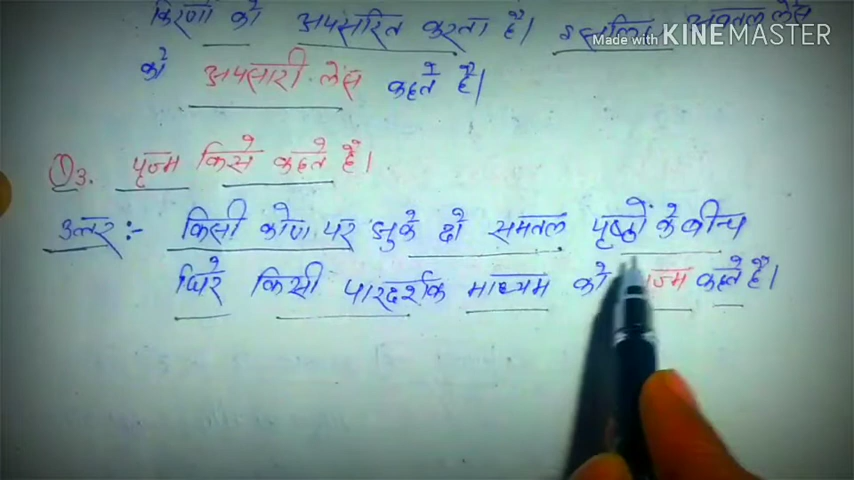 किरणों को अपसरित करता है। इसलिए अवतल लेंस
Made with KINEMASTER
को अपसारी लेंस कहते हैं।
Q3. पृज्म किसे कहते हैं।
उत्तर:- किसी कोण पर झुके दो समतल पृष्ठों के बीच
घिरे किसी पारदर्शक माध्यम को कहते हैं।